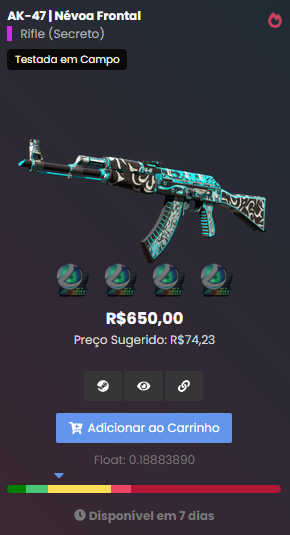 AK-47 | Névoa Frontal
Rifle (Secreto)
Testada em Campo
R$650,00
Preço Sugerido: R$74,23
Adicionar ao Carrinho
Float: 0.18883890
Disponível em 7 dias